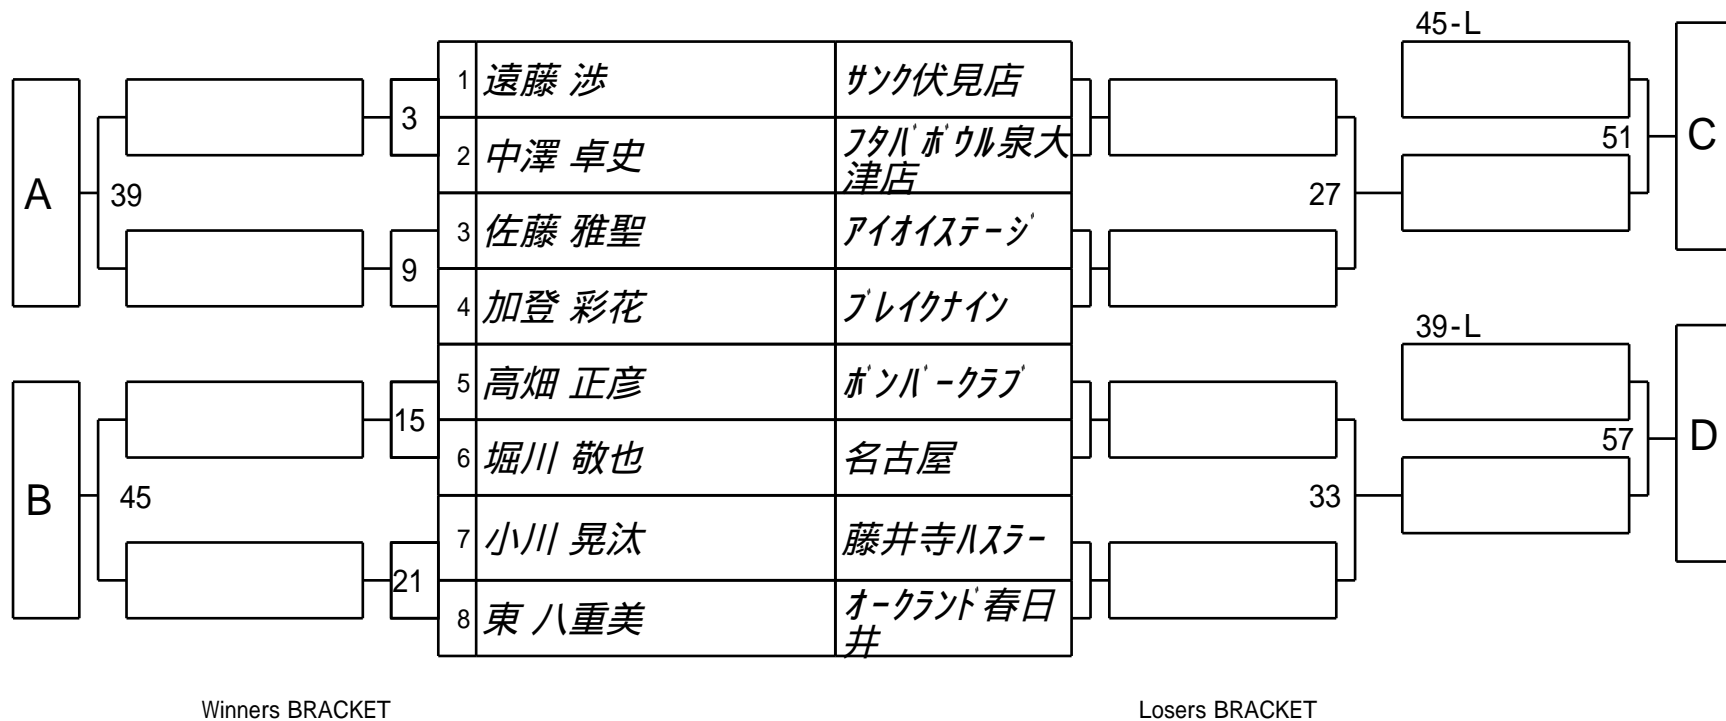 45-L
1 遠藤 渉 ｻﾝｸ伏見店
3
2 中澤 卓史 ﾌﾀﾊﾞﾎﾞｳﾙ泉大
津店
51
C
A
39
27
3 佐藤 雅聖 ｱｲｵｲｽﾃｰｼﾞ
9
4 加登 彩花 ﾌﾞﾚｲｸﾅｲﾝ
39-L
5 高畑 正彦 ﾎﾞﾝﾊﾞｰｸﾗﾌﾞ
15
57
D
6 堀川 敬也 名古屋
B
45
33
7 小川 晃汰 藤井寺ﾊｽﾗｰ
21
8 東 八重美 ｵｰｸﾗﾝﾄﾞ春日
井
Winners BRACKET
Losers BRACKET